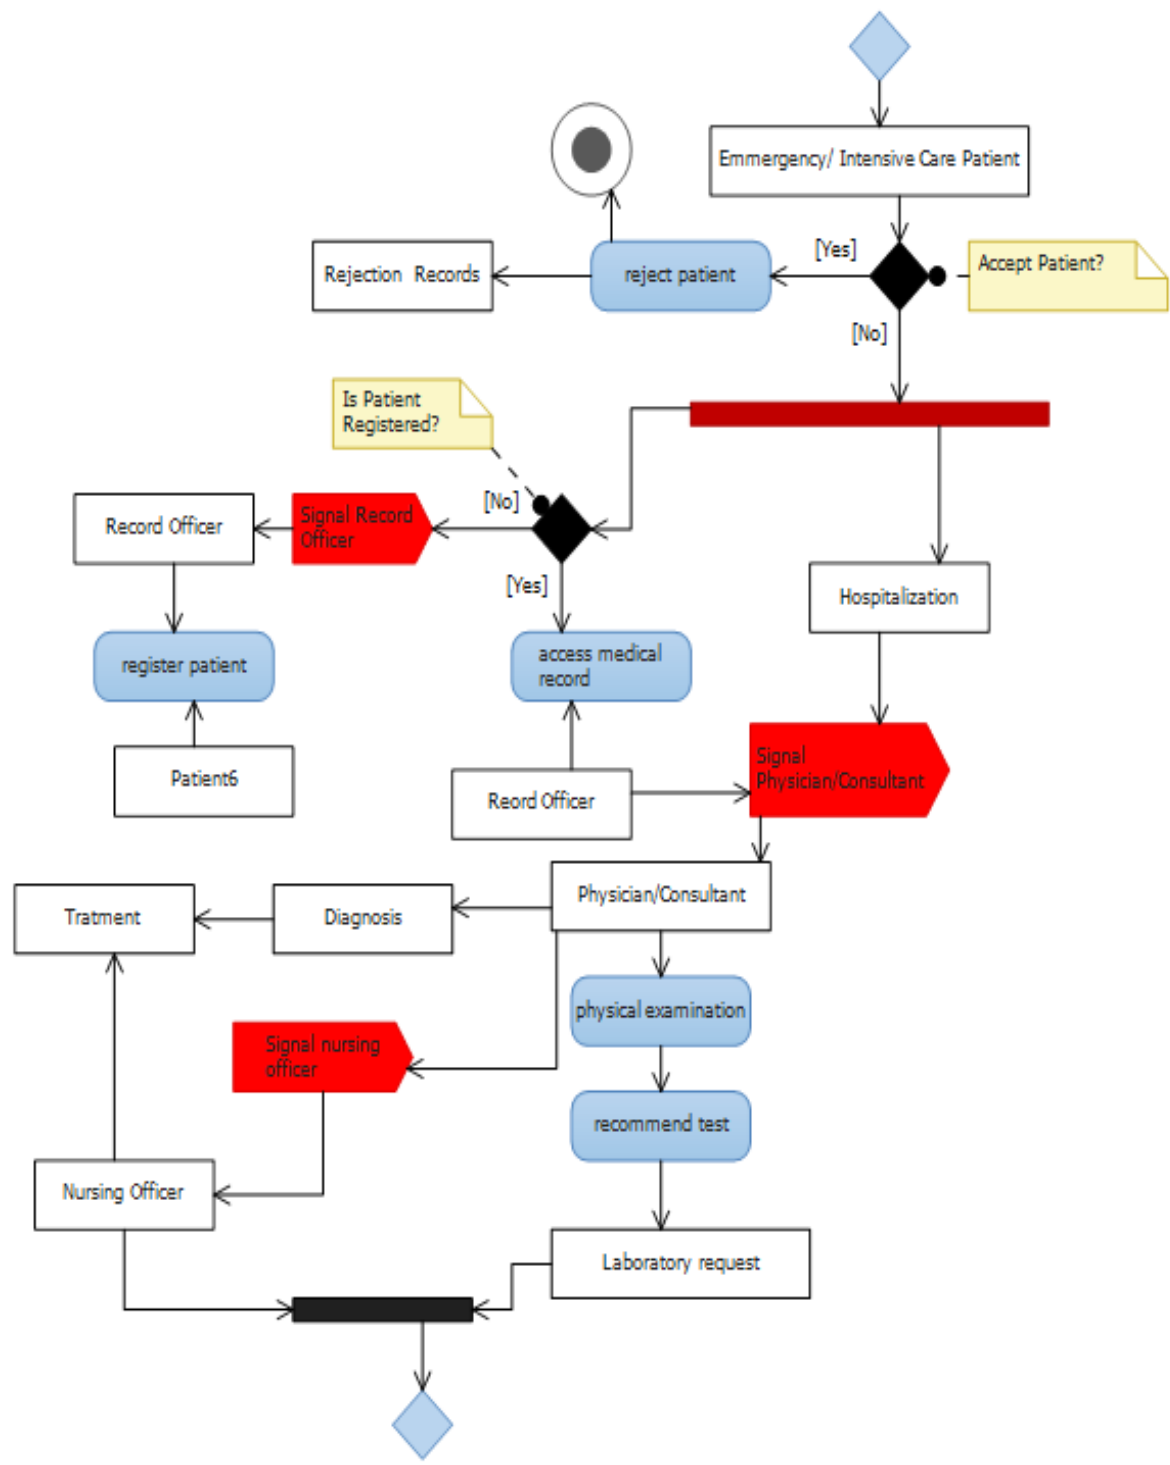 Emmergency/ Intensive Care Patient
[Yes]
Accept Patient?
Rejection Records
reject patient
[No]
Is Patient
Registered?
[No]
Record Officer
Signal Record
Officer
[Yes]
Hospitalization
register patient
access medical
record
Patient6
Reord Officer
Signal
Physician/Consultant
Physician/Consultant
Tratment
Diagnosis
physical examination
Signal nursing
officer
recommend test
Nursing Officer
Laboratory request